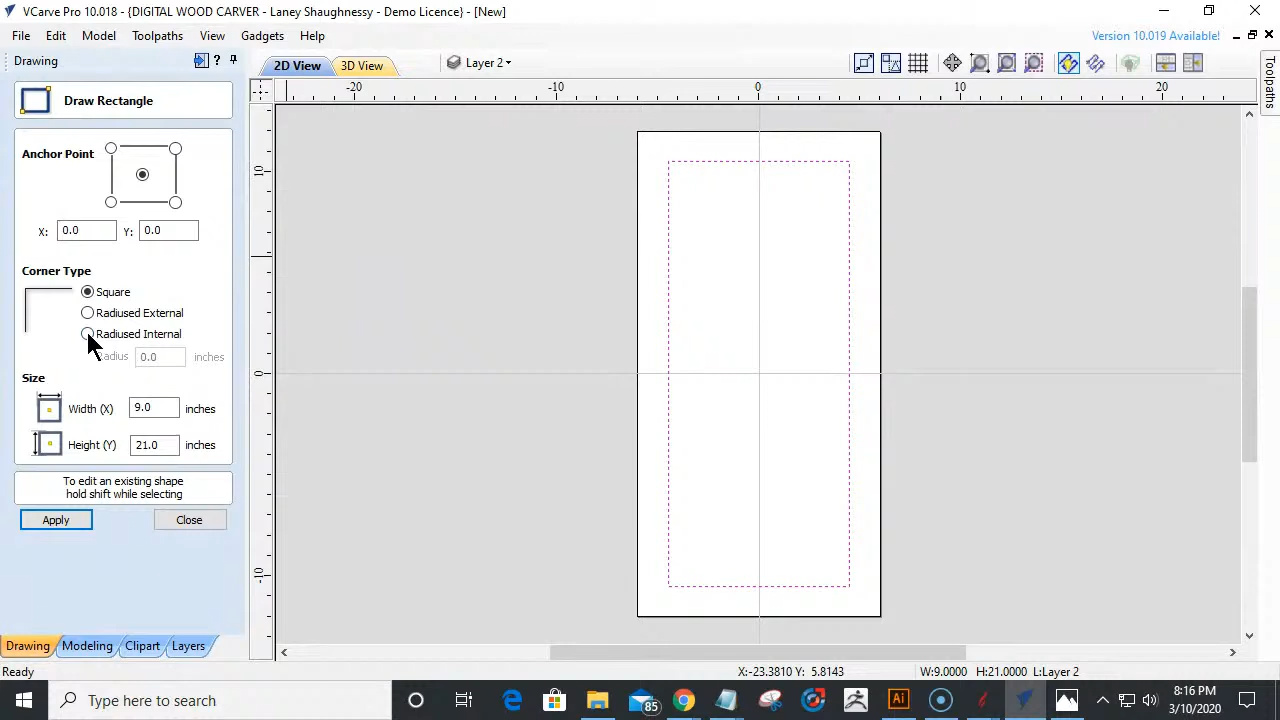 VCarve Pro 10.018 - {DIGITAL WOOD CARVER - Laney Shaughnessy - Demo Licence} - [New]
File Edit Model Toolpaths View Gadgets Help
Version 10.019 Available!
Drawing
2D View 3D View Layer 2
Draw Rectangle
Toolpaths
-20 -10 0 10 20
Anchor Point
10
X: 0.0 Y: 0.0
Corner Type
Square
Radiused External
Radiused Internal
Radius 0.0 inches
Size
0
Width (X) 9.0 inches
Height (Y) 21.0 inches
To edit an existing shape
hold shift while selecting
Apply Close
-10
Drawing Modeling Clipart Layers
Ready
X:-23.3810 Y: 5.8143 W:9.0000 H:21.0000 L:Layer 2
Type here to search
85
Ai
8:16 PM
3/10/2020